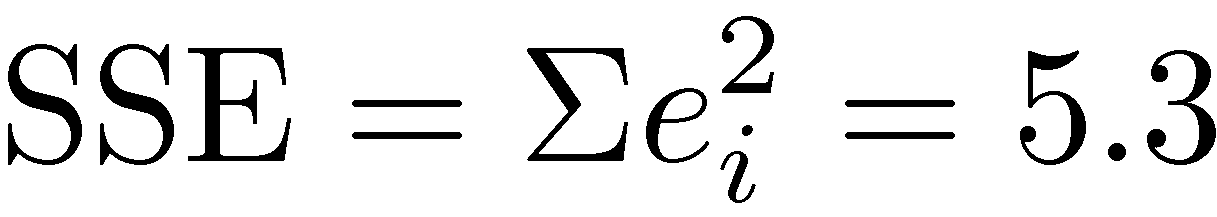 SSE = Σe_i^2 = 5.3